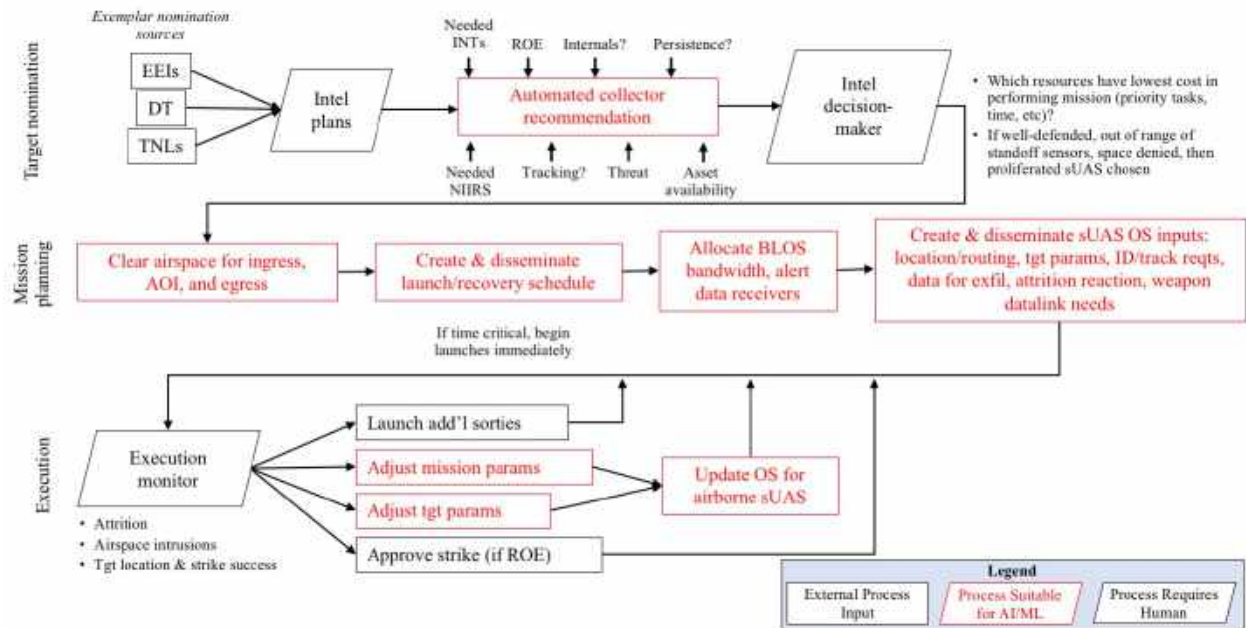 Target nomination
Exemplar nomination
sources
EEIs
DT
TNLs
Intel
plans
Needed
INTs
ROE
Internals?
Persistence?
Automated collector
recommendation
Needed
NIIRS
Tracking?
Threat
Asset
availability
Intel
decision-
maker
• Which resources have lowest cost in
performing mission (priority tasks,
time, etc)?
• If well-defended, out of range of
standoff sensors, space denied, then
proliferated sUAS chosen
Mission
planning
Clear airspace for ingress,
AOI, and egress
Create & disseminate
launch/recovery schedule
Allocate BLOS
bandwidth, alert
data receivers
Create & disseminate sUAS OS inputs:
location/routing, tgt params, ID/track reqts,
data for exfil, attrition reaction, weapon
datalink needs
If time critical, begin
launches immediately
Execution
Execution
monitor
• Attrition
• Airspace intrusions
• Tgt location & strike success
Launch add'l sorties
Adjust mission params
Adjust tgt params
Approve strike (if ROE)
Update OS for
airborne sUAS
Legend
External Process
Input
Process Suitable
for AI/ML
Process Requires
Human